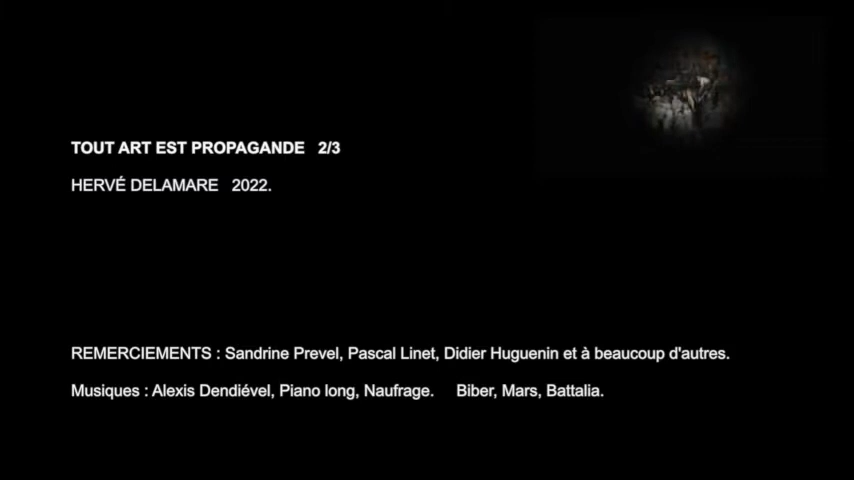 TOUT ART EST PROPAGANDE 2/3
HERVÉ DELAMARE 2022.
REMERCIEMENTS : Sandrine Prevel, Pascal Linet, Didier Huguenin et à beaucoup d'autres.
Musiques : Alexis Dendiével, Piano long, Naufrage. Biber, Mars, Battalia.